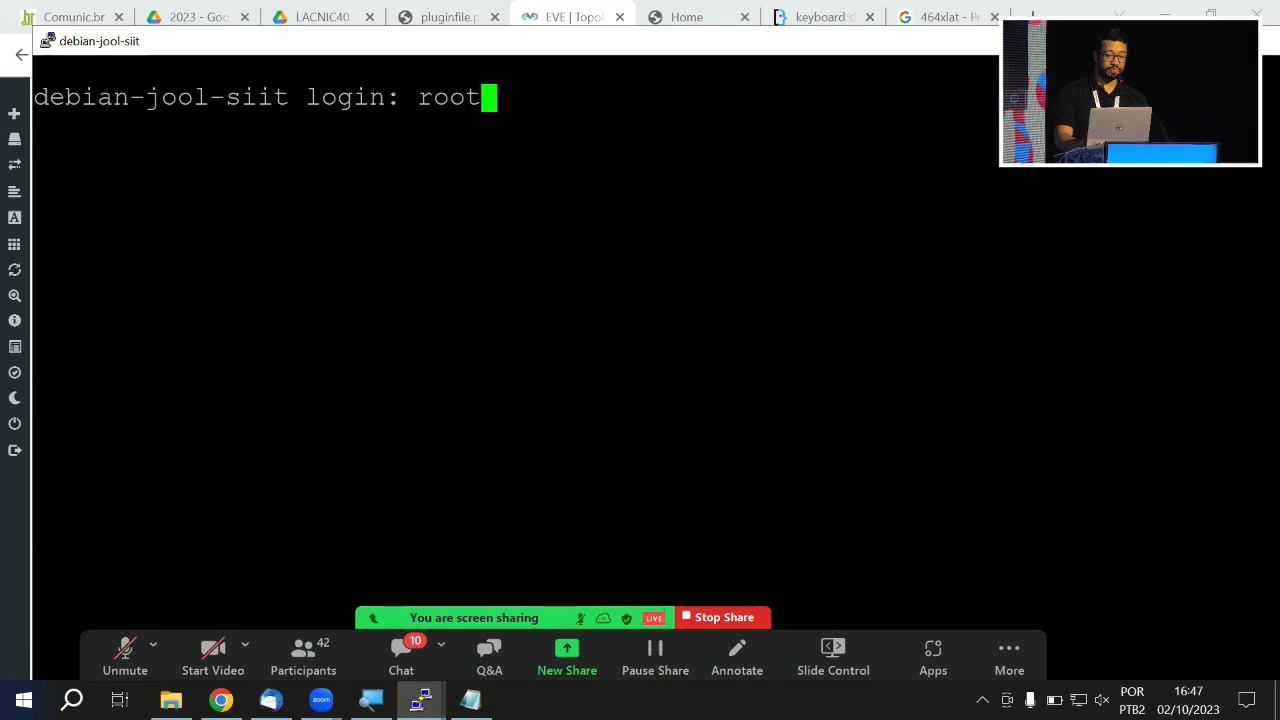 Comunic.br
2023 - Goo
LACNIC40
pluginfile.p
EVE | Topol
Home
keyboard sl
464xlat - Pe
debian-jool-siit
debian-jool-siit login: root
You are screen sharing
LIVE
Stop Share
42
10
Unmute
Start Video
Participants
Chat
Q&A
New Share
Pause Share
Annotate
Slide Control
Apps
More
zoom
POR
PTB2
16:47
02/10/2023